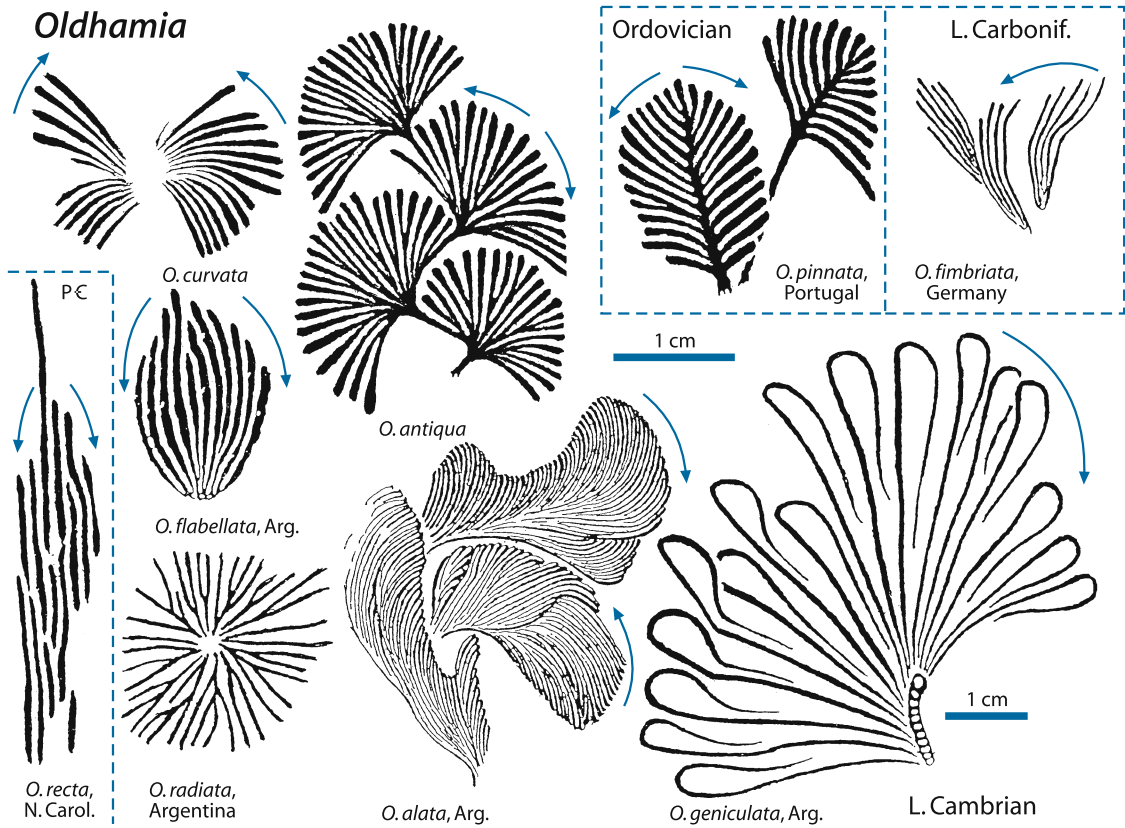 Oldhamia
Ordovician
L. Carbonif.
O. curvata
O. pinnata,
Portugal
O. fimbriata,
Germany
P-Ꞓ
1 cm
O. antiqua
O. flabellata, Arg.
1 cm
O. recta,
N. Carol.
O. radiata,
Argentina
O. alata, Arg.
O. geniculata, Arg.
L. Cambrian